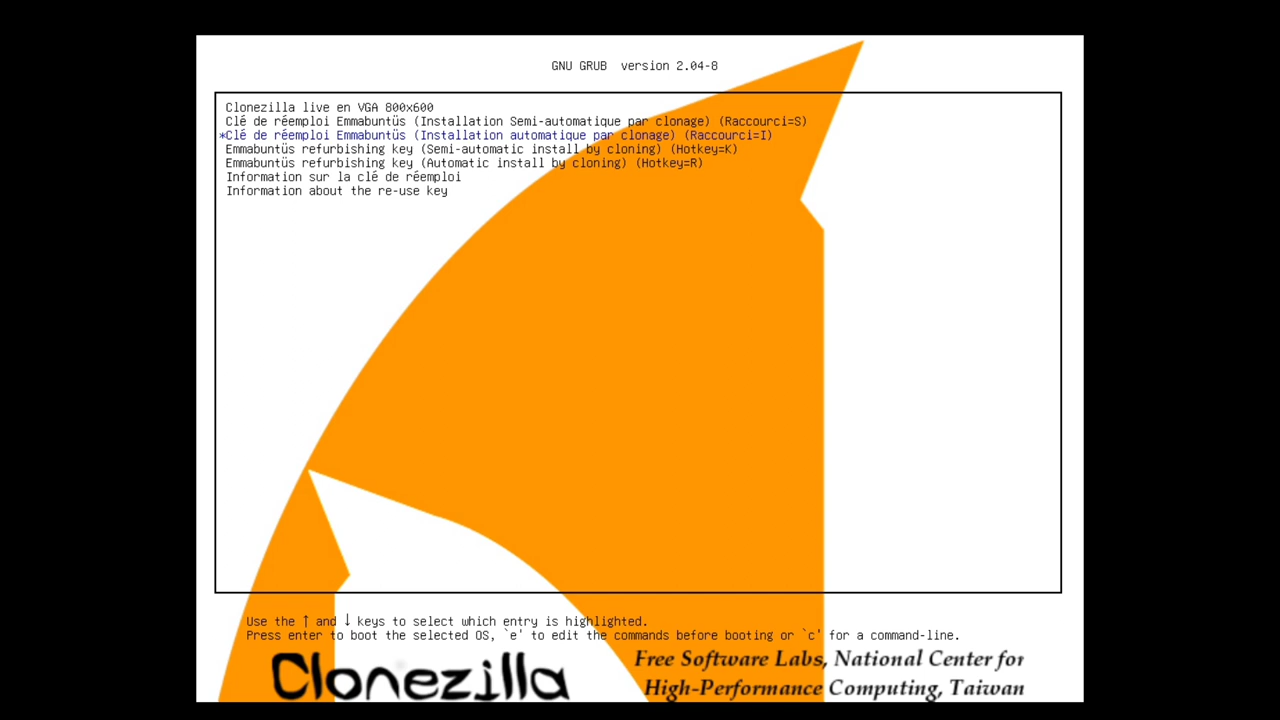 GNU GRUB  version 2.04-8
Clonezilla live en VGA 800x600
Clé de réemploi Emmabuntüs (Installation Semi-automatique par clonage) (Raccourci=S)
*Clé de réemploi Emmabuntüs (Installation automatique par clonage) (Raccourci=I)
Emmabuntüs refurbishing key (Semi-automatic install by cloning) (Hotkey=K)
Emmabuntüs refurbishing key (Automatic install by cloning) (Hotkey=R)
Information sur la clé de réemploi
Information about the re-use key
Use the ↑ and ↓ keys to select which entry is highlighted.
Press enter to boot the selected OS, `e' to edit the commands before booting or `c' for a command-line.
Clonezilla
Free Software Labs, National Center for
High-Performance Computing, Taiwan